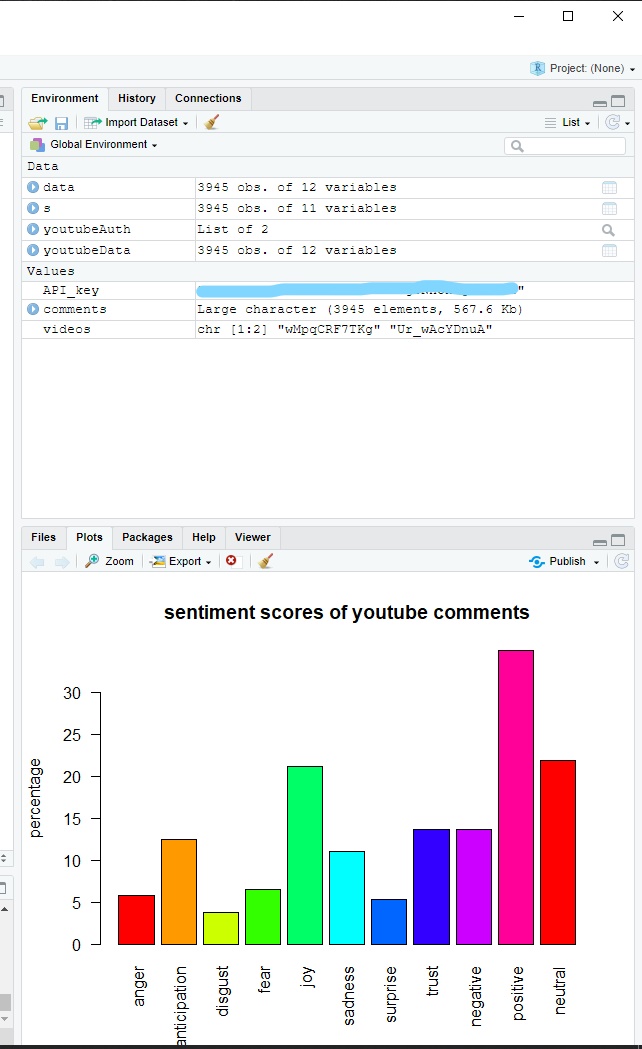 Project: (None)
Environment History Connections
Import Dataset List
Global Environment
Data
data 3945 obs. of 12 variables
s 3945 obs. of 11 variables
youtubeAuth List of 2
youtubeData 3945 obs. of 12 variables
Values
API_key "
comments Large character (3945 elements, 567.6 Kb)
videos chr [1:2] "wMpqCRF7TKg" "Ur_wAcYDnuA"
Files Plots Packages Help Viewer
Zoom Export Publish
sentiment scores of youtube comments
percentage
30
25
20
15
10
5
0
anger
anticipation
disgust
fear
joy
sadness
surprise
trust
negative
positive
neutral